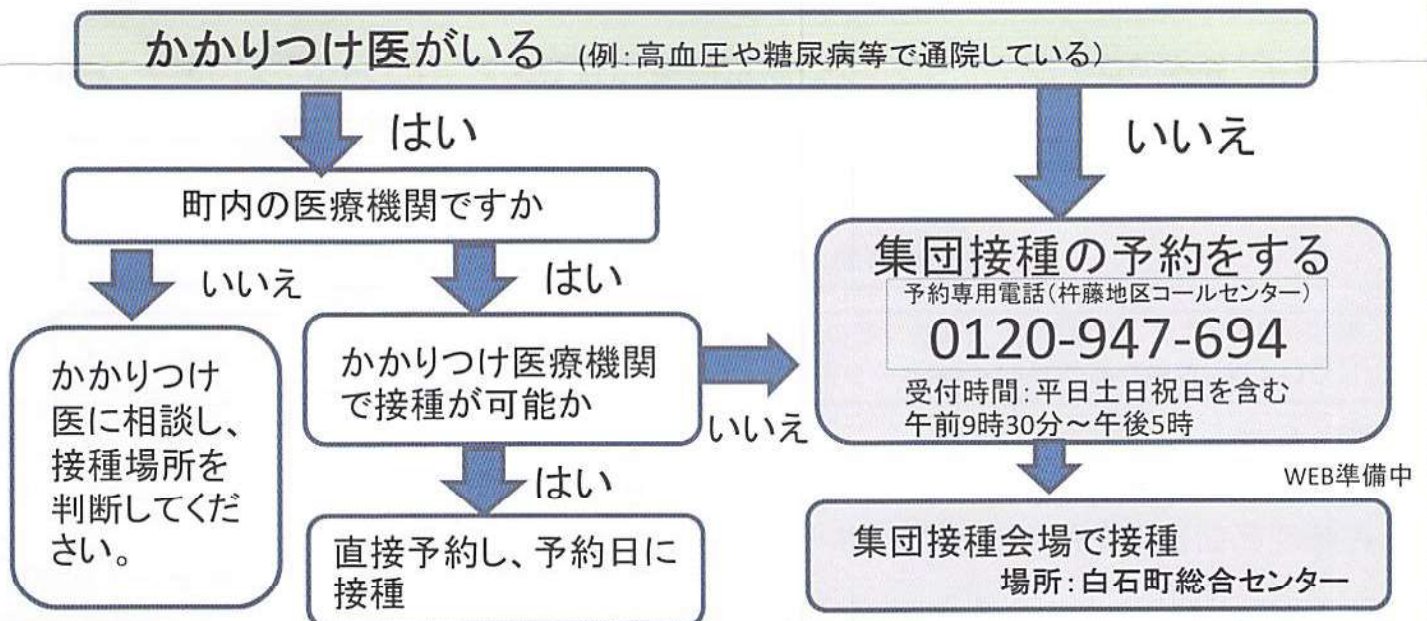 かかりつけ医がいる (例:高血圧や糖尿病等で通院している)
はい
いいえ
町内の医療機関ですか
いいえ
はい
かかりつけ
医に相談し、
接種場所を
判断してくだ
さい。
かかりつけ医療機関
で接種が可能か
いいえ
はい
直接予約し、予約日に
接種
集団接種の予約をする
予約専用電話(杵藤地区コールセンター)
0120-947-694
受付時間:平日土日祝日を含む
午前9時30分～午後5時
WEB準備中
集団接種会場で接種
場所:白石町総合センター